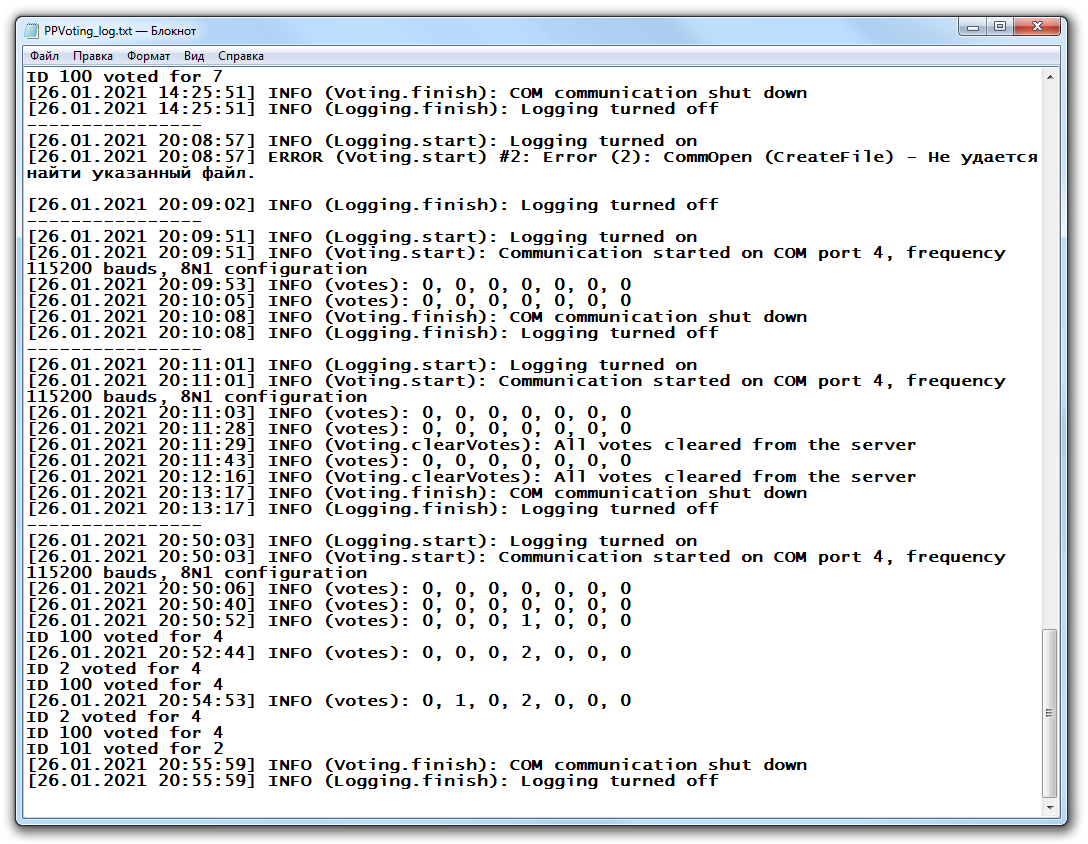 PPVoting_log.txt — Блокнот
Файл Правка Формат Вид Справка
ID 100 voted for 7
[26.01.2021 14:25:51] INFO (Voting.finish): COM communication shut down
[26.01.2021 14:25:51] INFO (Logging.finish): Logging turned off
----------------
[26.01.2021 20:08:57] INFO (Logging.start): Logging turned on
[26.01.2021 20:08:57] ERROR (Voting.start) #2: Error (2): CommOpen (CreateFile) - Не удается
найти указанный файл.
[26.01.2021 20:09:02] INFO (Logging.finish): Logging turned off
----------------
[26.01.2021 20:09:51] INFO (Logging.start): Logging turned on
[26.01.2021 20:09:51] INFO (Voting.start): Communication started on COM port 4, frequency
115200 bauds, 8N1 configuration
[26.01.2021 20:09:53] INFO (votes): 0, 0, 0, 0, 0, 0, 0
[26.01.2021 20:10:05] INFO (votes): 0, 0, 0, 0, 0, 0, 0
[26.01.2021 20:10:08] INFO (Voting.finish): COM communication shut down
[26.01.2021 20:10:08] INFO (Logging.finish): Logging turned off
----------------
[26.01.2021 20:11:01] INFO (Logging.start): Logging turned on
[26.01.2021 20:11:01] INFO (Voting.start): Communication started on COM port 4, frequency
115200 bauds, 8N1 configuration
[26.01.2021 20:11:03] INFO (votes): 0, 0, 0, 0, 0, 0, 0
[26.01.2021 20:11:28] INFO (votes): 0, 0, 0, 0, 0, 0, 0
[26.01.2021 20:11:29] INFO (Voting.clearVotes): All votes cleared from the server
[26.01.2021 20:11:43] INFO (votes): 0, 0, 0, 0, 0, 0, 0
[26.01.2021 20:12:16] INFO (Voting.clearVotes): All votes cleared from the server
[26.01.2021 20:13:17] INFO (Voting.finish): COM communication shut down
[26.01.2021 20:13:17] INFO (Logging.finish): Logging turned off
----------------
[26.01.2021 20:50:03] INFO (Logging.start): Logging turned on
[26.01.2021 20:50:03] INFO (Voting.start): Communication started on COM port 4, frequency
115200 bauds, 8N1 configuration
[26.01.2021 20:50:06] INFO (votes): 0, 0, 0, 0, 0, 0, 0
[26.01.2021 20:50:40] INFO (votes): 0, 0, 0, 0, 0, 0, 0
[26.01.2021 20:50:52] INFO (votes): 0, 0, 0, 1, 0, 0, 0
ID 100 voted for 4
[26.01.2021 20:52:44] INFO (votes): 0, 0, 0, 2, 0, 0, 0
ID 2 voted for 4
ID 100 voted for 4
[26.01.2021 20:54:53] INFO (votes): 0, 1, 0, 2, 0, 0, 0
ID 2 voted for 4
ID 100 voted for 4
ID 101 voted for 2
[26.01.2021 20:55:59] INFO (Voting.finish): COM communication shut down
[26.01.2021 20:55:59] INFO (Logging.finish): Logging turned off